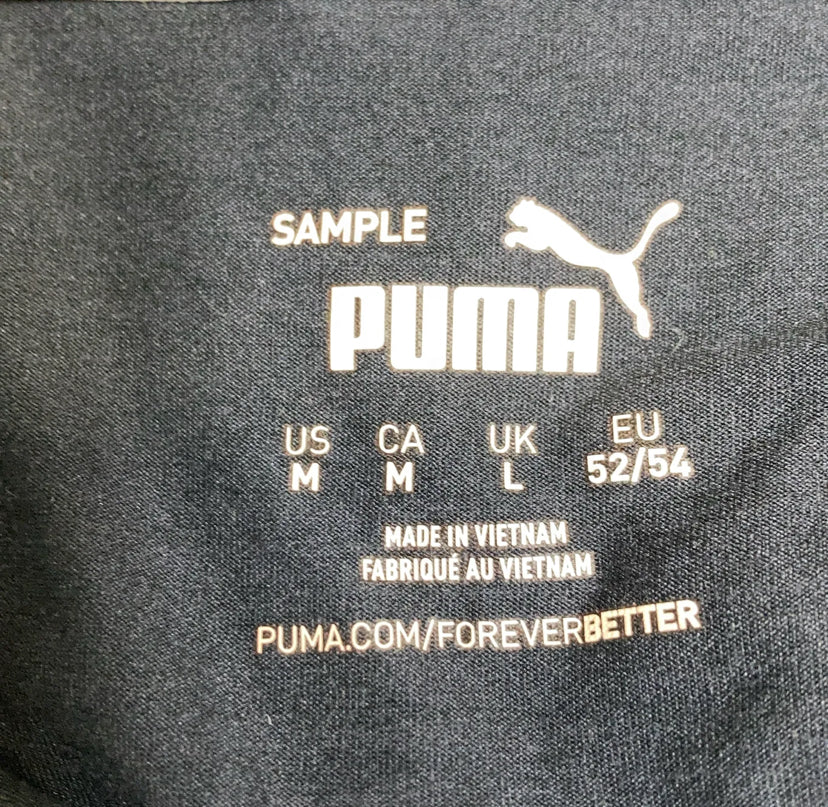 SAMPLE
PUMA
US CA UK EU
M M L 52/54
MADE IN VIETNAM
FABRIQUÉ AU VIETNAM
PUMA.COM/FOREVERBETTER